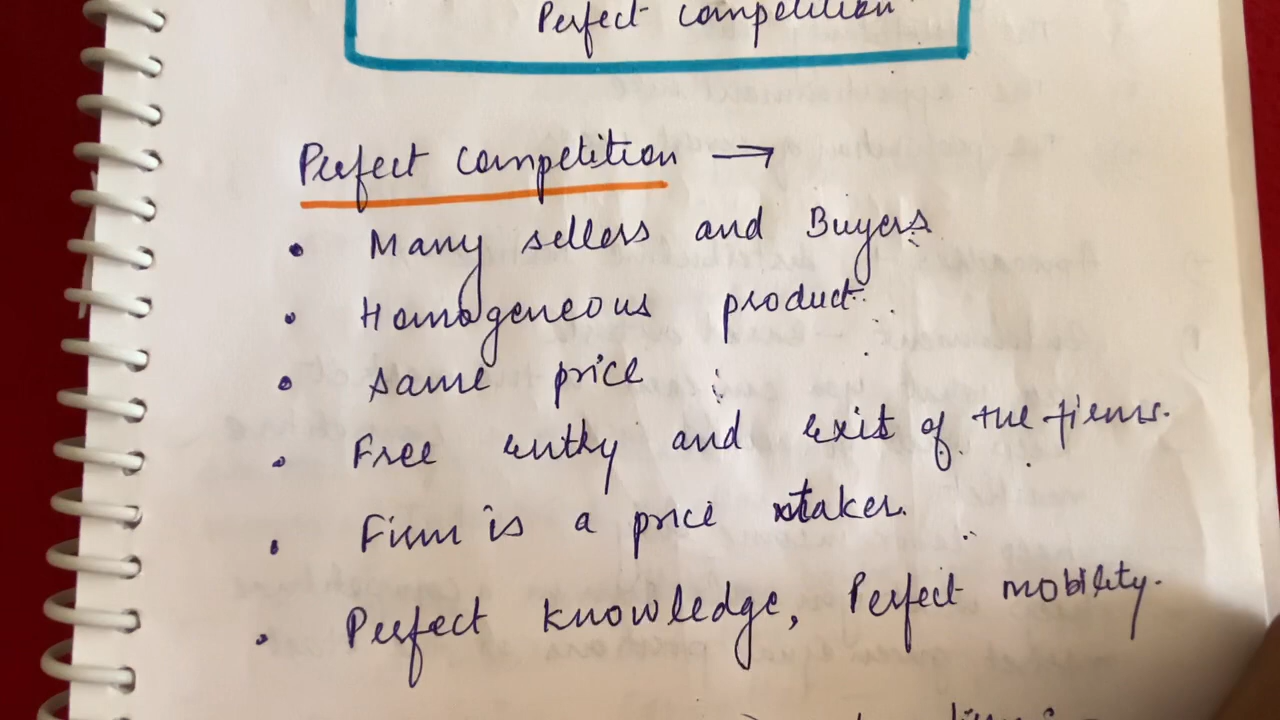 Perfect competition
Perfect competition →
• Many sellers and Buyers
• Homogeneous product
• same price
• Free entry and exit of the firms.
• Firm is a price taker.
• Perfect knowledge, Perfect mobility.